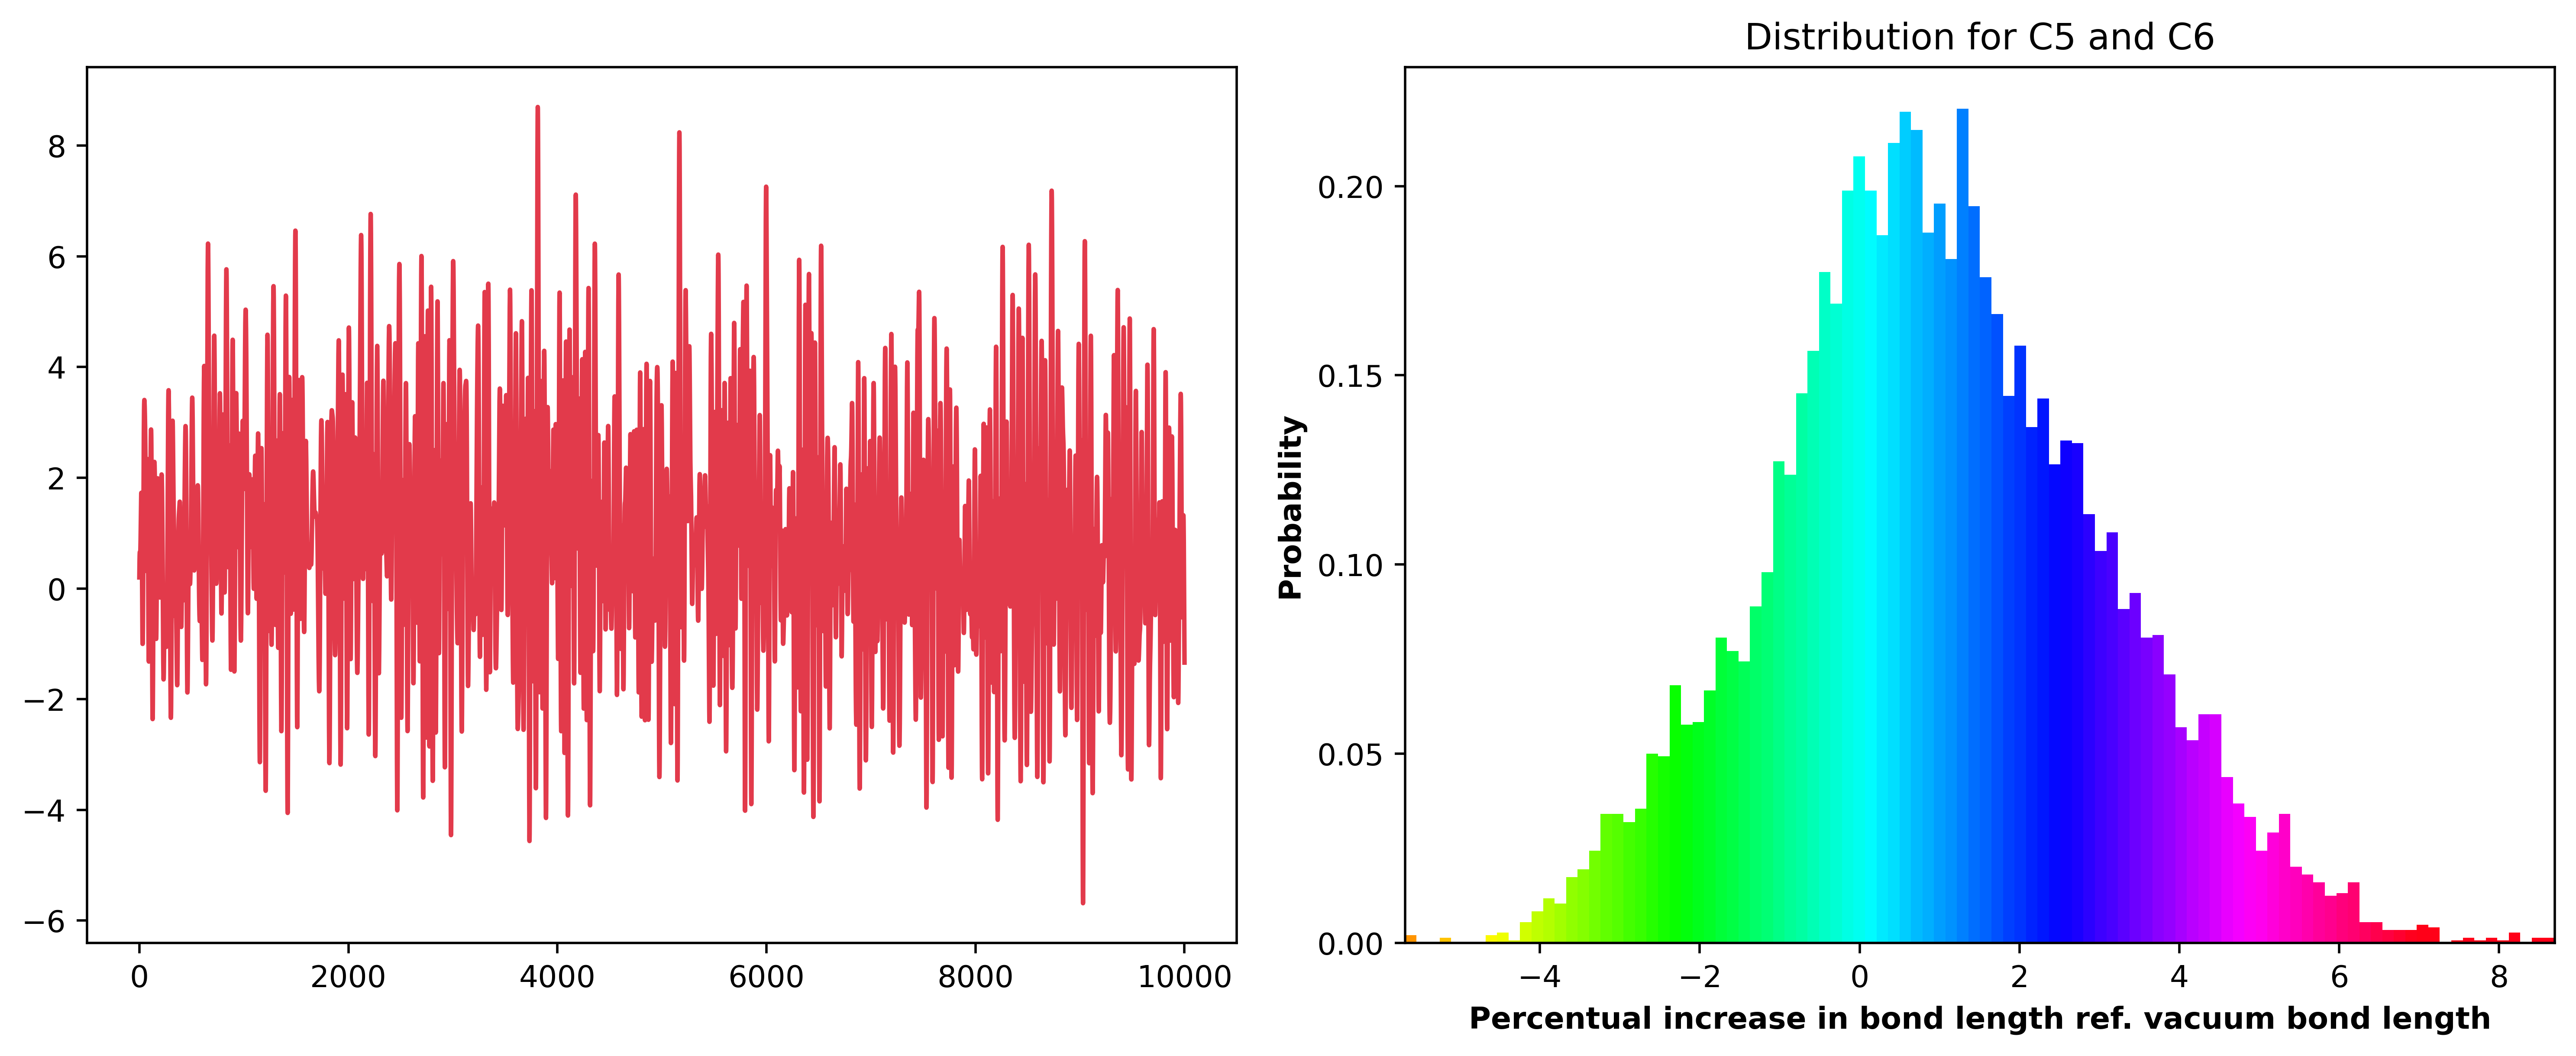 Distribution for C5 and C6
8
6
4
2
0
−2
−4
−6
0 2000 4000 6000 8000 10000
Probability
0.20
0.15
0.10
0.05
0.00
−4 −2 0 2 4 6 8
Percentual increase in bond length ref. vacuum bond length